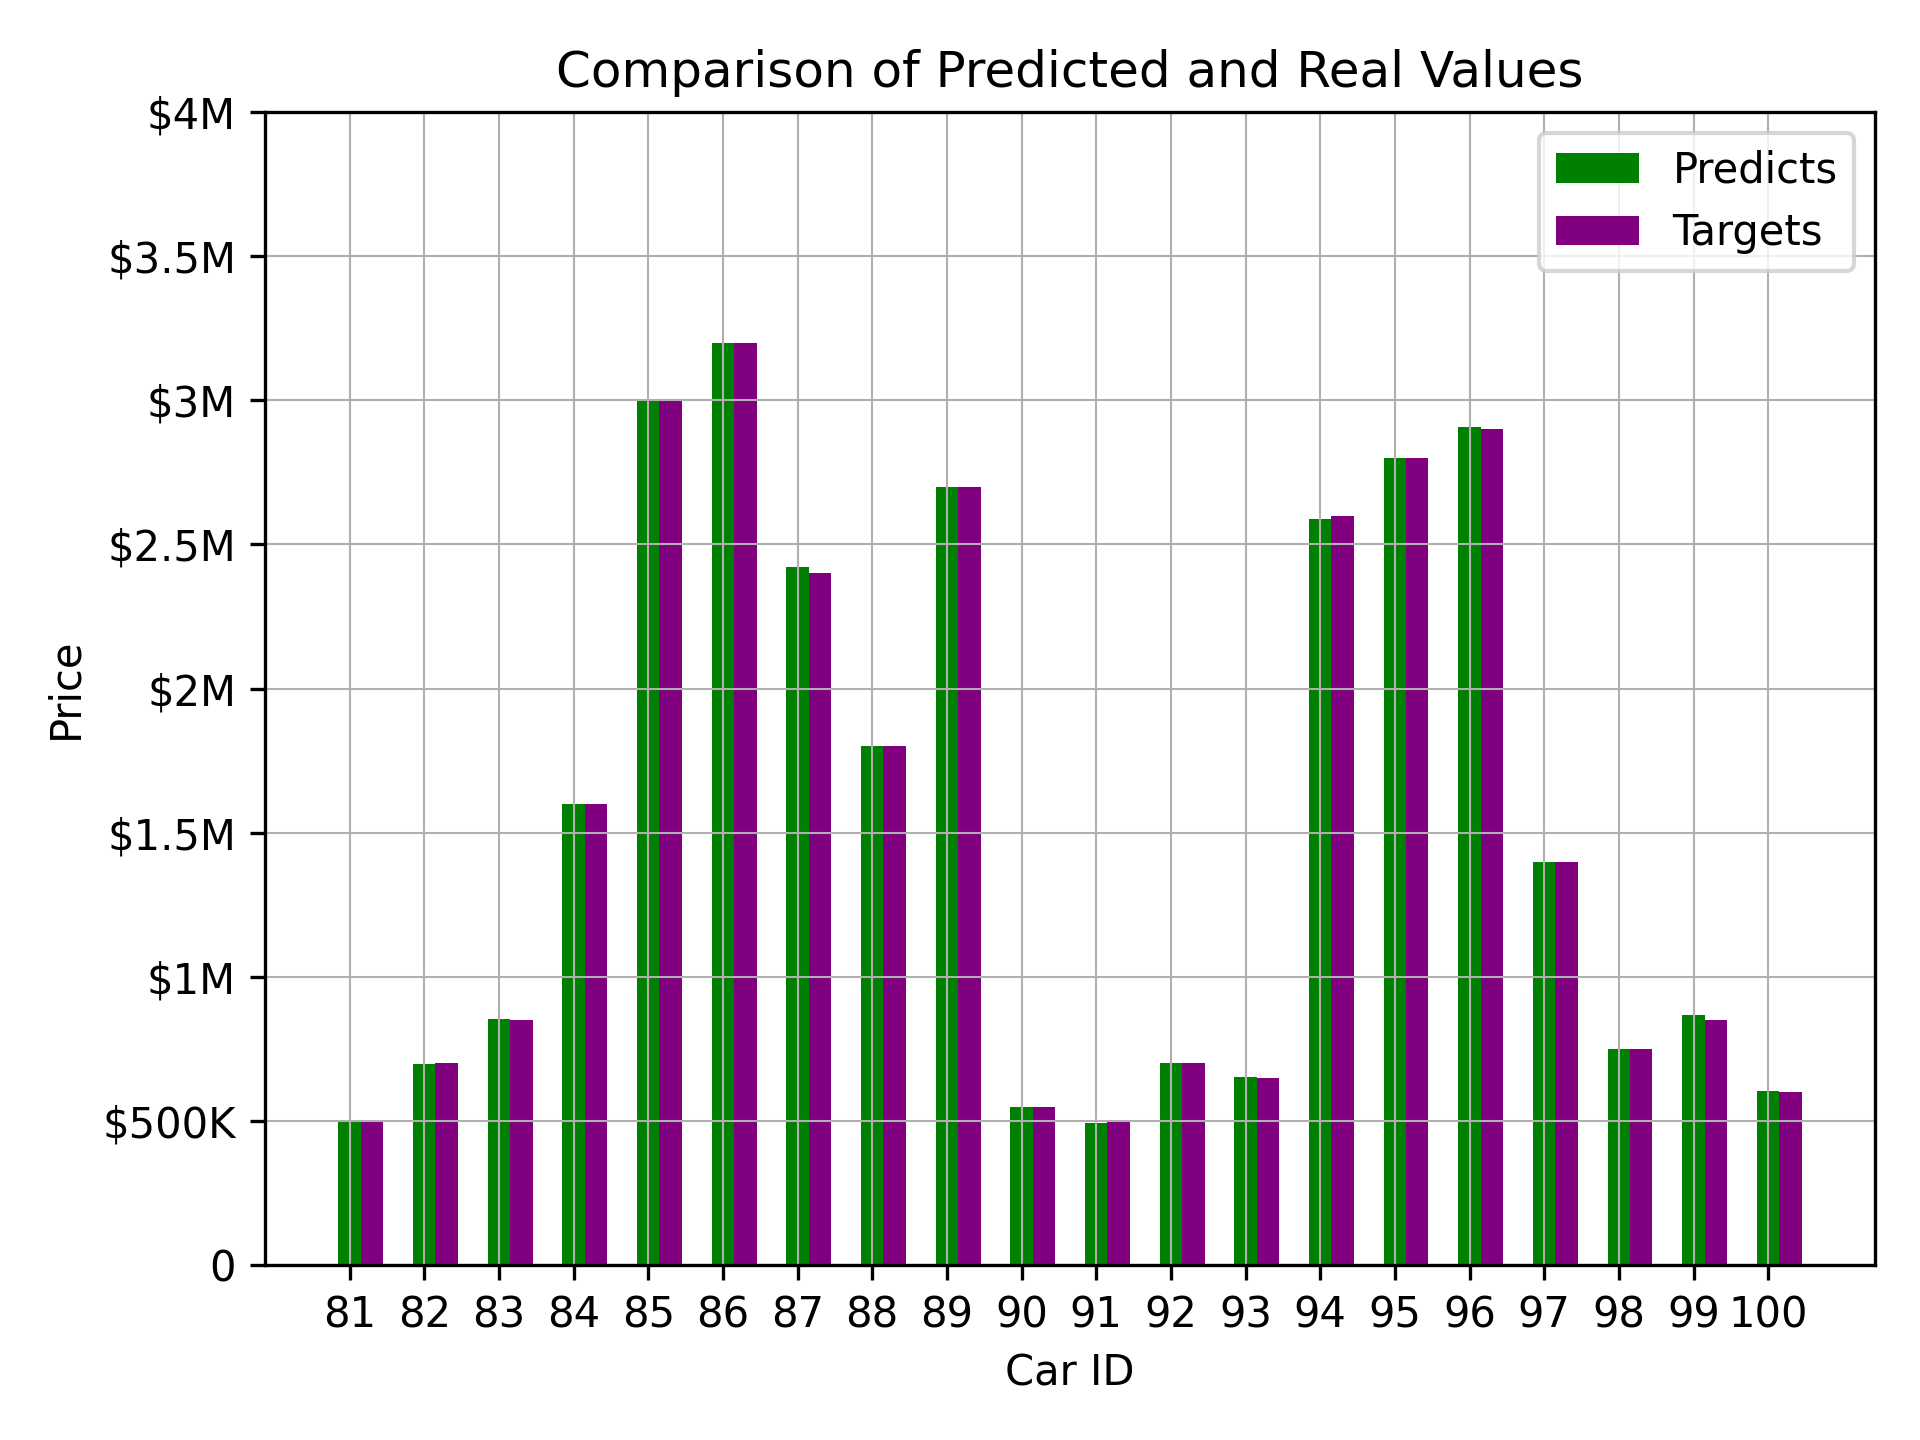 Comparison of Predicted and Real Values
Predicts
Targets
$4M
$3.5M
$3M
$2.5M
$2M
$1.5M
$1M
$500K
0
Price
81 82 83 84 85 86 87 88 89 90 91 92 93 94 95 96 97 98 99 100
Car ID